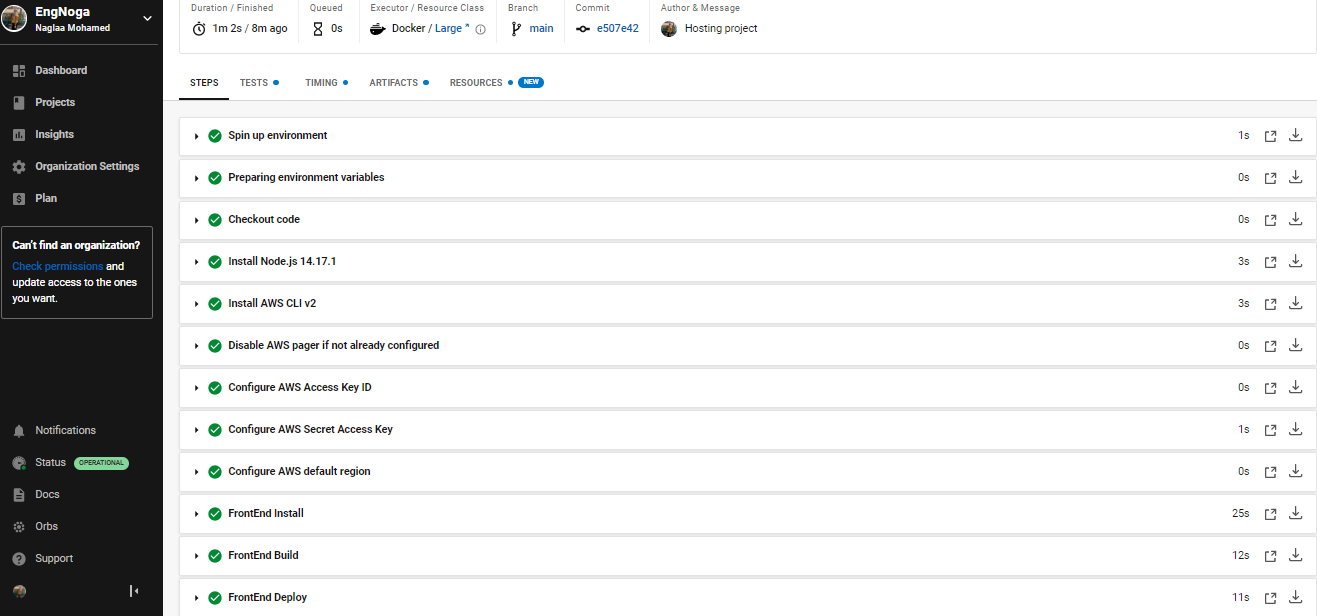 EngNoga
Naglaa Mohamed
Dashboard
Projects
Insights
Organization Settings
Plan
Can't find an organization?
Check permissions and
update access to the ones
you want.
Notifications
Status OPERATIONAL
Docs
Orbs
Support
Duration / Finished Queued Executor / Resource Class Branch Commit Author & Message
1m 2s / 8m ago 0s Docker / Large main e507e42 Hosting project
STEPS TESTS TIMING ARTIFACTS RESOURCES NEW
Spin up environment 1s
Preparing environment variables 0s
Checkout code 0s
Install Node.js 14.17.1 3s
Install AWS CLI v2 3s
Disable AWS pager if not already configured 0s
Configure AWS Access Key ID 0s
Configure AWS Secret Access Key 1s
Configure AWS default region 0s
FrontEnd Install 25s
FrontEnd Build 12s
FrontEnd Deploy 11s